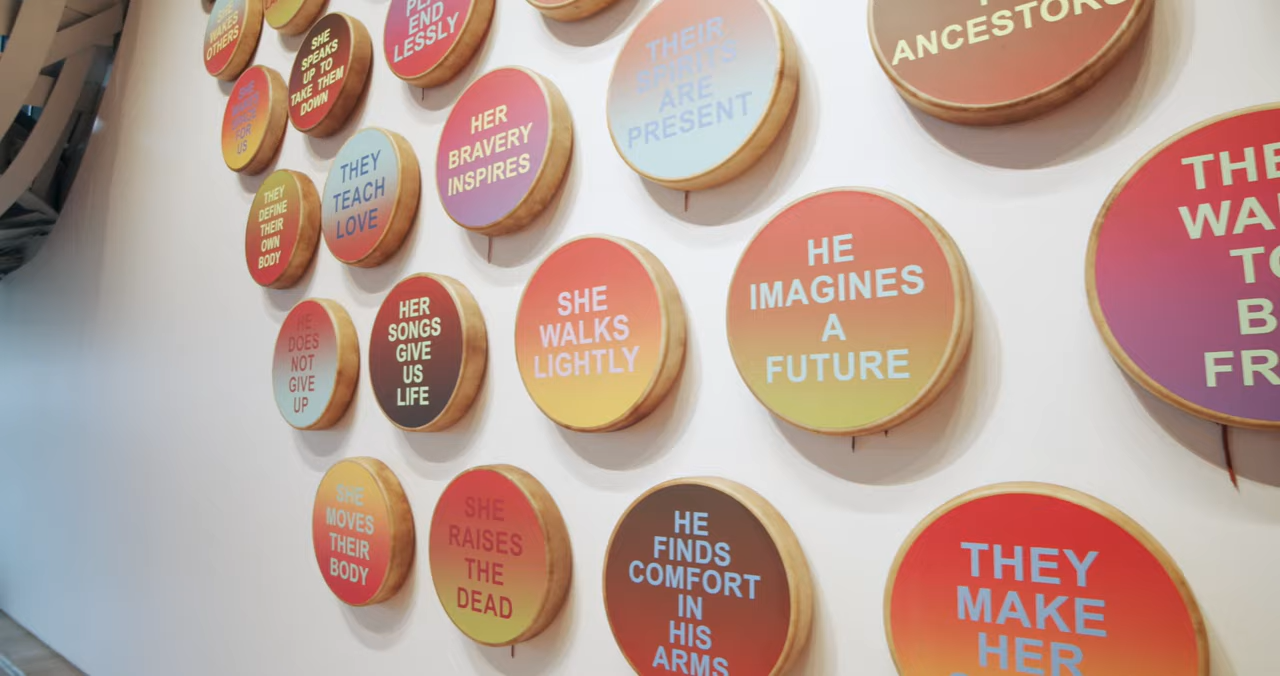 SHE
WAKES
OTHERS
SHE
SPEAKS
UP TO
TAKE THEM
DOWN
END
LESSLY
THEIR
SPIRITS
ARE
PRESENT
ANCESTORS
FOR
US
THEY
TEACH
LOVE
HER
BRAVERY
INSPIRES
THEY
DEFINE
THEIR
OWN
BODY
HE
DOES
NOT
GIVE
UP
HER
SONGS
GIVE
US
LIFE
SHE
WALKS
LIGHTLY
HE
IMAGINES
A
FUTURE
SHE
MOVES
THEIR
BODY
SHE
RAISES
THE
DEAD
HE
FINDS
COMFORT
IN
HIS
ARMS
THEY
MAKE
HER